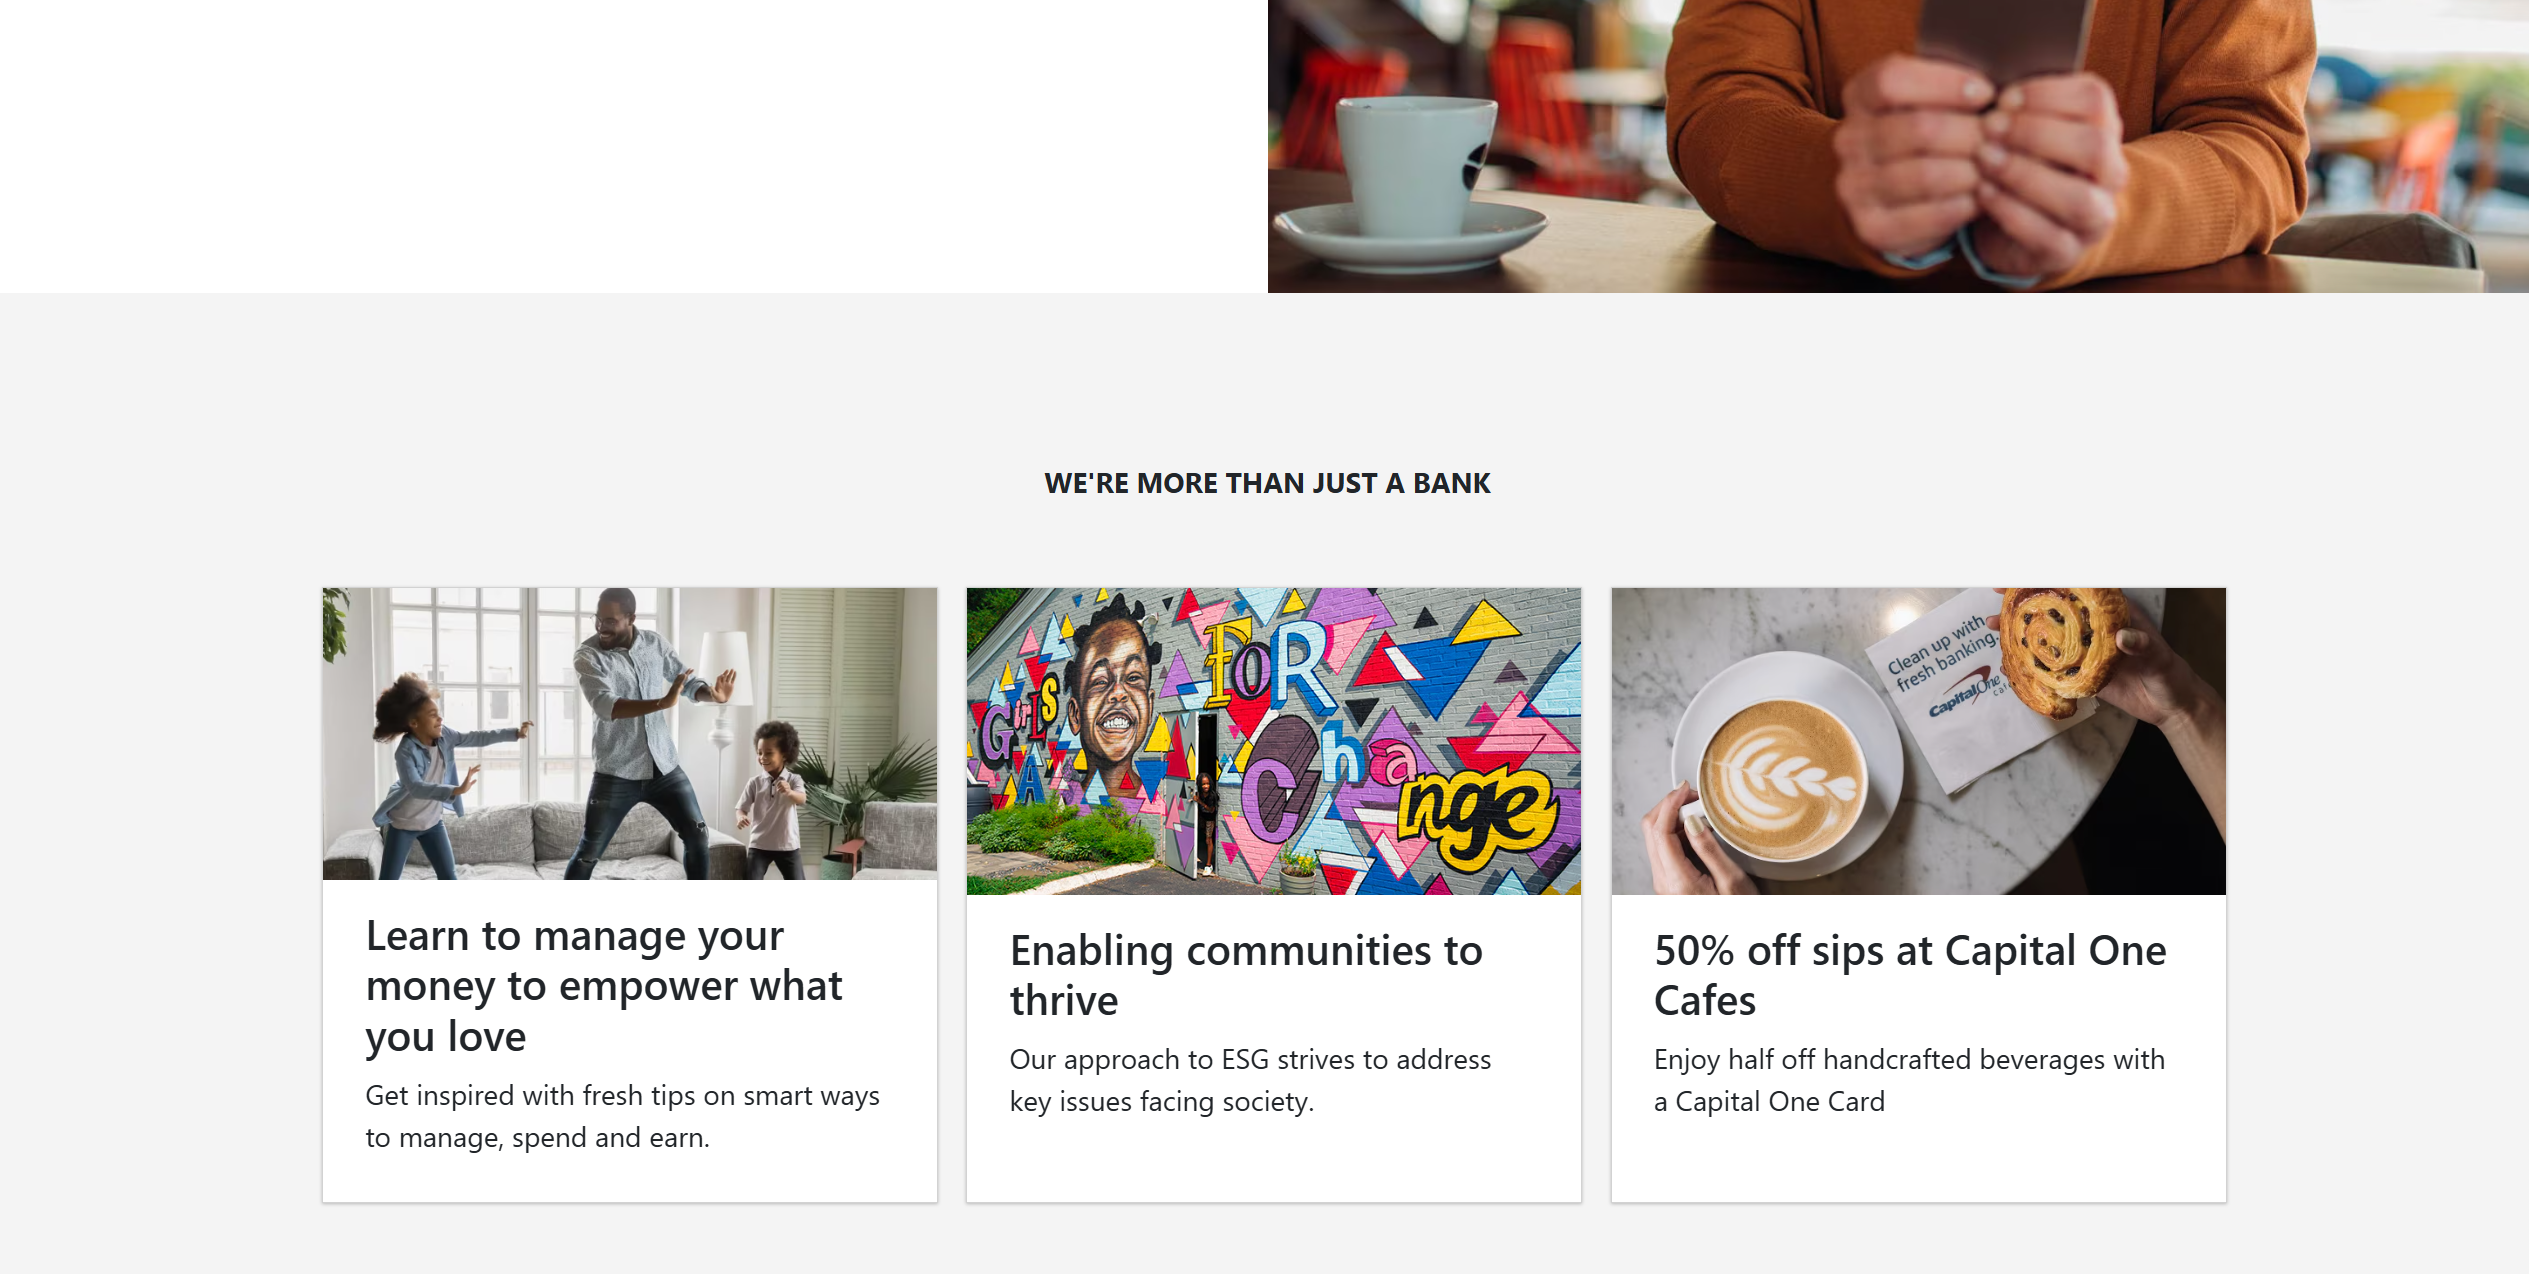 WE'RE MORE THAN JUST A BANK
GirLS
FOR
A
Change
Clean up with
fresh banking.
CapitalOne
Learn to manage your
money to empower what
you love
Get inspired with fresh tips on smart ways
to manage, spend and earn.
Enabling communities to
thrive
Our approach to ESG strives to address
key issues facing society.
50% off sips at Capital One
Cafes
Enjoy half off handcrafted beverages with
a Capital One Card